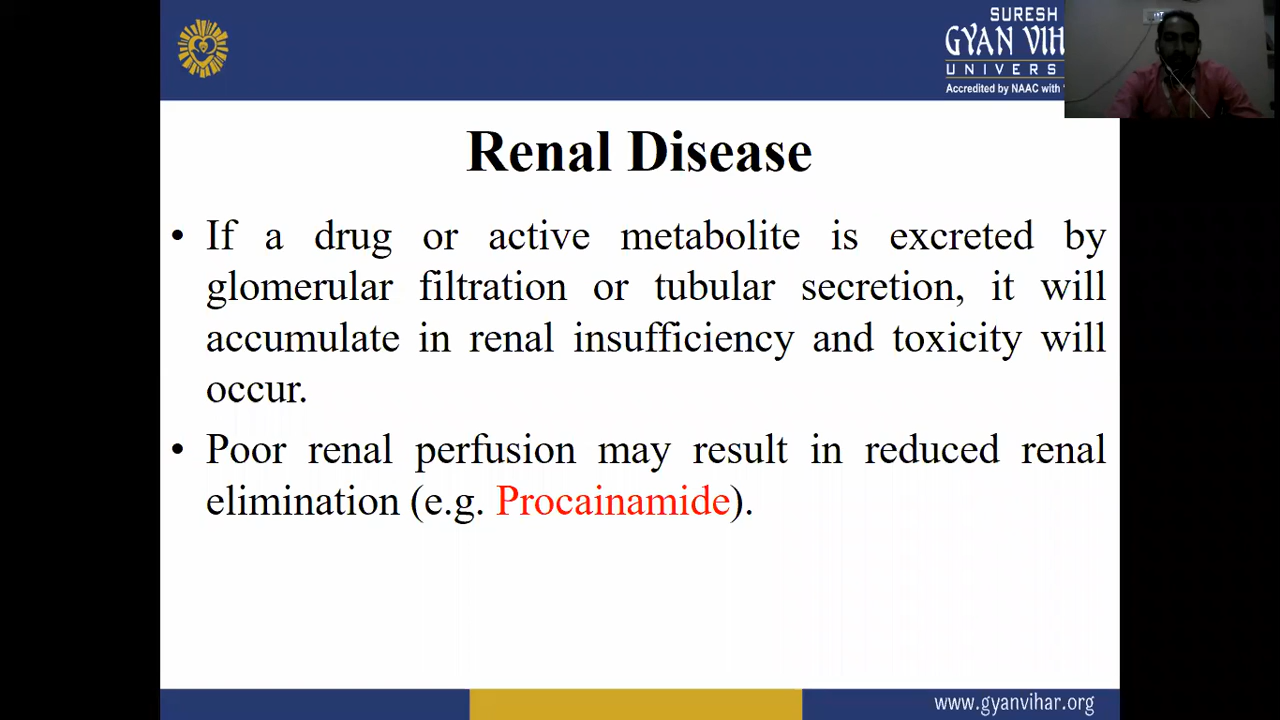 SURESH
GYAN VIH
UNIVERS
Accredited by NAAC with
Renal Disease
• If a drug or active metabolite is excreted by
glomerular filtration or tubular secretion, it will
accumulate in renal insufficiency and toxicity will
occur.
• Poor renal perfusion may result in reduced renal
elimination (e.g. Procainamide).
www.gyanvihar.org